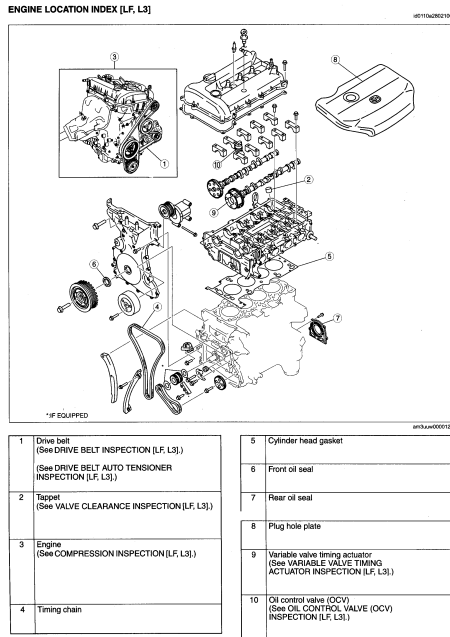 ENGINE LOCATION INDEX [LF, L3]
id0110a280210
3
8
1
10
2
9
5
6
4
7
*:IF EQUIPPED
am3uuw000012
1 Drive belt
(See DRIVE BELT INSPECTION [LF, L3].)
(See DRIVE BELT AUTO TENSIONER
INSPECTION [LF, L3].)
2 Tappet
(See VALVE CLEARANCE INSPECTION [LF, L3].)
3 Engine
(See COMPRESSION INSPECTION [LF, L3].)
4 Timing chain
5 Cylinder head gasket
6 Front oil seal
7 Rear oil seal
8 Plug hole plate
9 Variable valve timing actuator
(See VARIABLE VALVE TIMING
ACTUATOR INSPECTION [LF, L3].)
10 Oil control valve (OCV)
(See OIL CONTROL VALVE (OCV)
INSPECTION [LF, L3].)